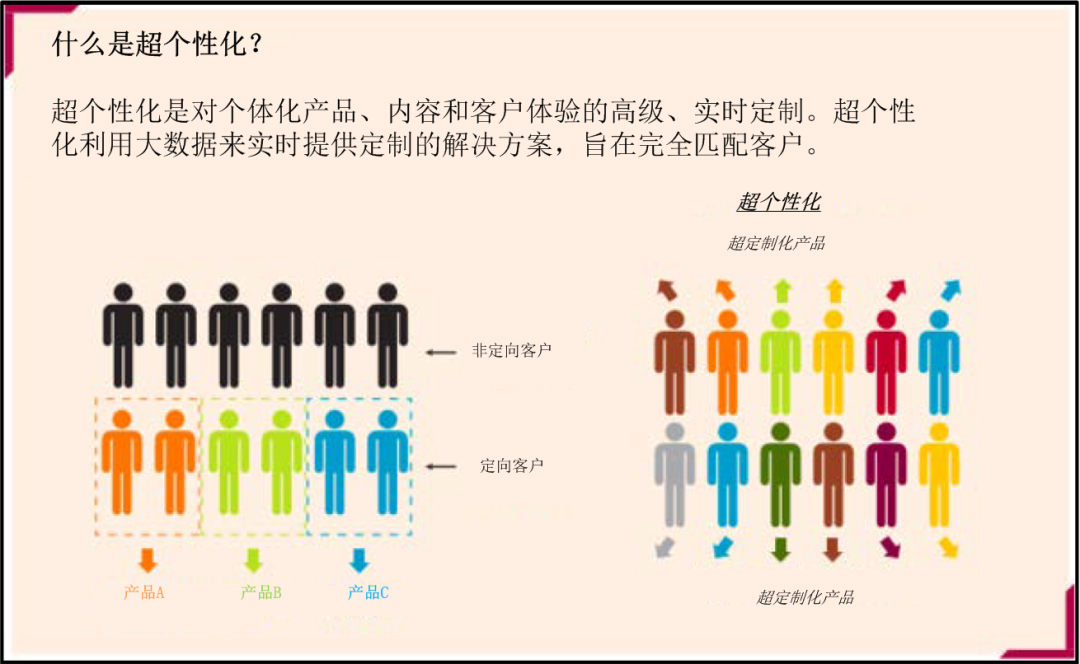 什么是超个性化？
超个性化是对个体化产品、内容和客户体验的高级、实时定制。超个性
化利用大数据来实时提供定制的解决方案，旨在完全匹配客户。
超个性化
超定制化产品
非定向客户
定向客户
产品A
产品B
产品C
超定制化产品